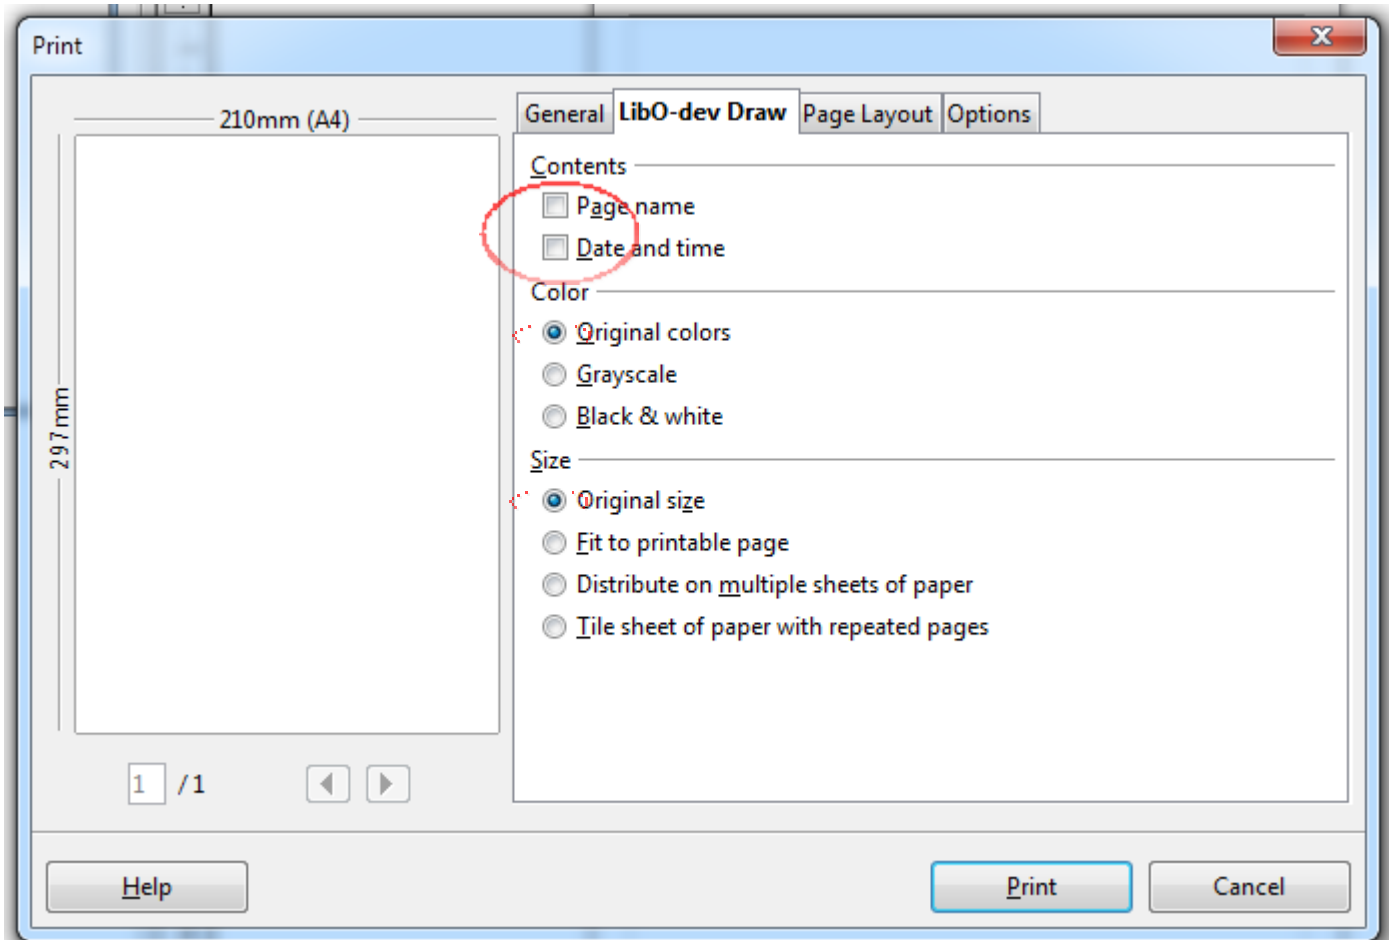 Print
210mm (A4)
297mm
1 / 1
General LibO-dev Draw Page Layout Options
Contents
Page name
Date and time
Color
Original colors
Grayscale
Black & white
Size
Original size
Fit to printable page
Distribute on multiple sheets of paper
Tile sheet of paper with repeated pages
Help Print Cancel